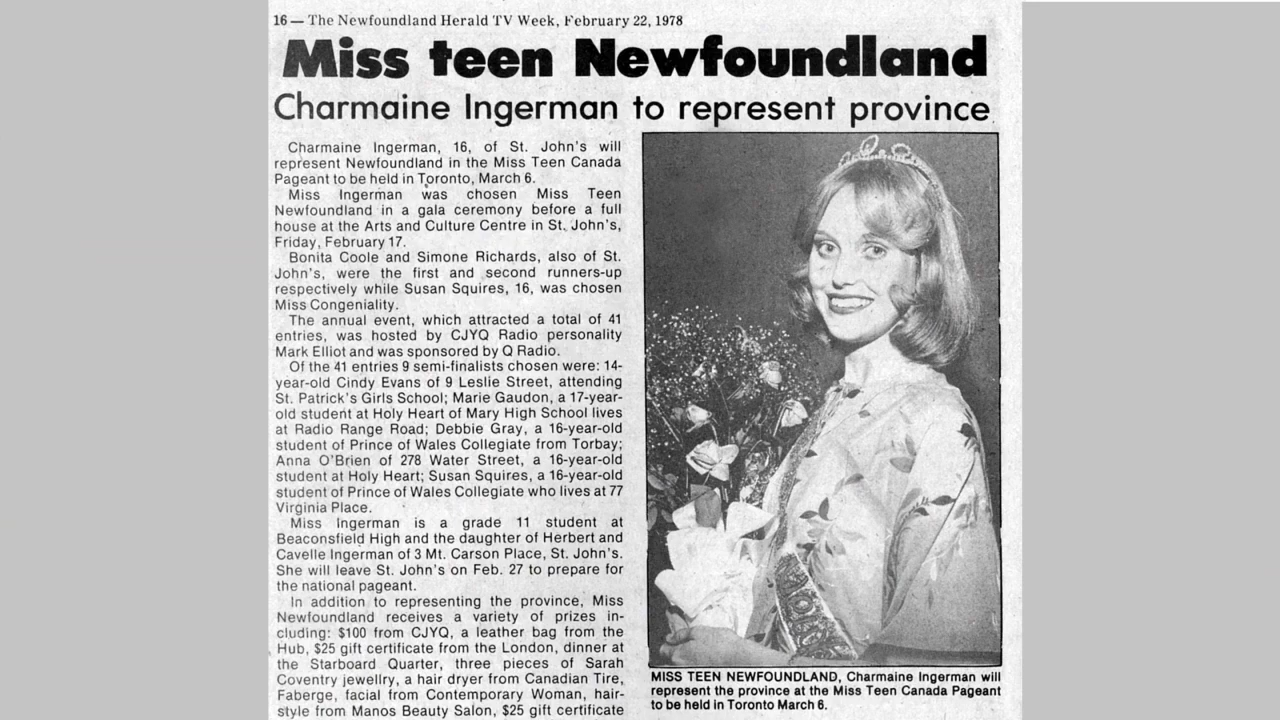 16 — The Newfoundland Herald TV Week, February 22, 1978
Miss teen Newfoundland
Charmaine Ingerman to represent province
Charmaine Ingerman, 16, of St. John's will
represent Newfoundland in the Miss Teen Canada
Pageant to be held in Toronto, March 6.
Miss Ingerman was chosen Miss Teen
Newfoundland in a gala ceremony before a full
house at the Arts and Culture Centre in St. John's,
Friday, February 17.
Bonita Coole and Simone Richards, also of St.
John's, were the first and second runners-up
respectively while Susan Squires, 16, was chosen
Miss Congeniality.
The annual event, which attracted a total of 41
entries, was hosted by CJYQ Radio personality
Mark Elliot and was sponsored by Q Radio.
Of the 41 entries 9 semi-finalists chosen were: 14-
year-old Cindy Evans of 9 Leslie Street, attending
St. Patrick's Girls School; Marie Gaudon, a 17-year-
old student at Holy Heart of Mary High School lives
at Radio Range Road; Debbie Gray, a 16-year-old
student of Prince of Wales Collegiate from Torbay;
Anna O'Brien of 278 Water Street, a 16-year-old
student at Holy Heart; Susan Squires, a 16-year-old
student of Prince of Wales Collegiate who lives at 77
Virginia Place.
Miss Ingerman is a grade 11 student at
Beaconsfield High and the daughter of Herbert and
Cavelle Ingerman of 3 Mt. Carson Place, St. John's.
She will leave St. John's on Feb. 27 to prepare for
the national pageant.
In addition to representing the province, Miss
Newfoundland receives a variety of prizes in-
cluding: $100 from CJYQ, a leather bag from the
Hub, $25 gift certificate from the London, dinner at
the Starboard Quarter, three pieces of Sarah
Coventry jewellry, a hair dryer from Canadian Tire,
Faberge, facial from Contemporary Woman, hair-
style from Manos Beauty Salon, $25 gift certificate
MISS TEEN NEWFOUNDLAND, Charmaine Ingerman will
represent the province at the Miss Teen Canada Pageant
to be held in Toronto March 6.